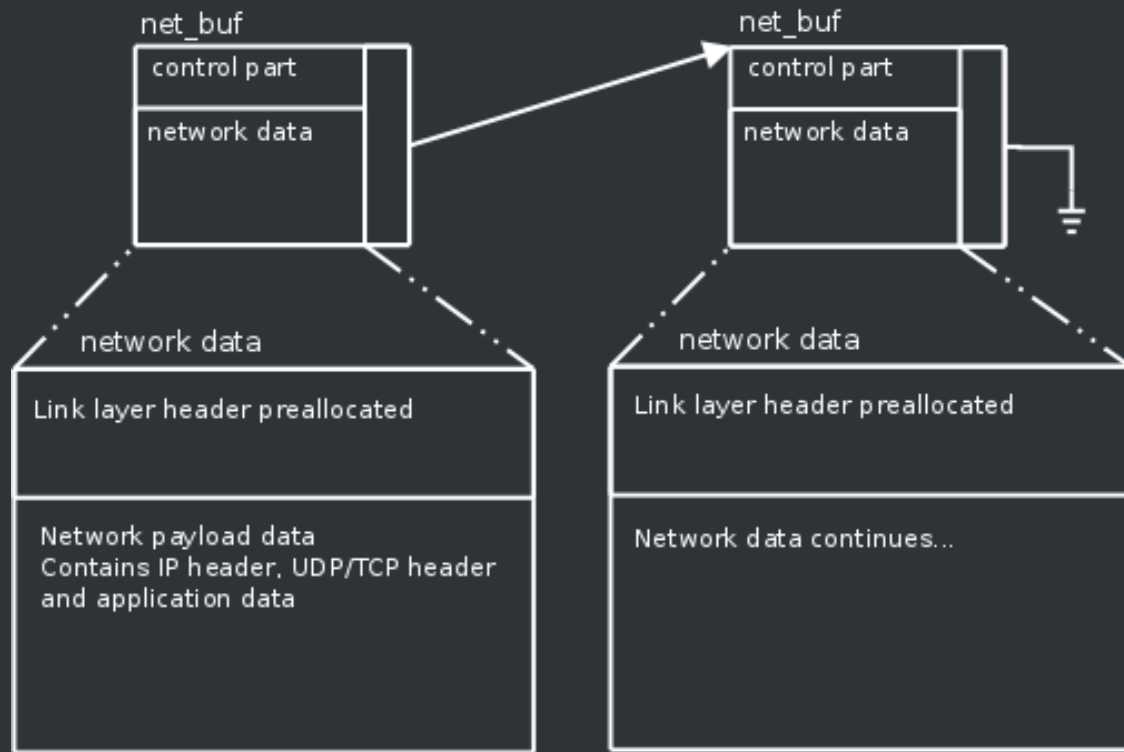 net_buf
control part
network data
net_buf
control part
network data
network data
Link layer header preallocated
Network payload data
Contains IP header, UDP/TCP header
and application data
network data
Link layer header preallocated
Network data continues...